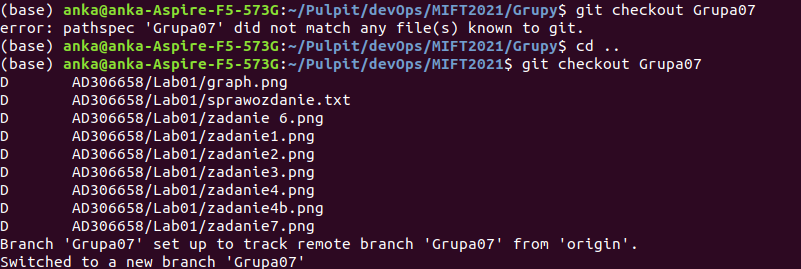 (base) anka@anka-Aspire-F5-573G:~/Pulpit/devOps/MIFT2021/Grupy$ git checkout Grupa07
error: pathspec 'Grupa07' did not match any file(s) known to git.
(base) anka@anka-Aspire-F5-573G:~/Pulpit/devOps/MIFT2021/Grupy$ cd ..
(base) anka@anka-Aspire-F5-573G:~/Pulpit/devOps/MIFT2021$ git checkout Grupa07
D       AD306658/Lab01/graph.png
D       AD306658/Lab01/sprawozdanie.txt
D       AD306658/Lab01/zadanie 6.png
D       AD306658/Lab01/zadanie1.png
D       AD306658/Lab01/zadanie2.png
D       AD306658/Lab01/zadanie3.png
D       AD306658/Lab01/zadanie4.png
D       AD306658/Lab01/zadanie4b.png
D       AD306658/Lab01/zadanie7.png
Branch 'Grupa07' set up to track remote branch 'Grupa07' from 'origin'.
Switched to a new branch 'Grupa07'